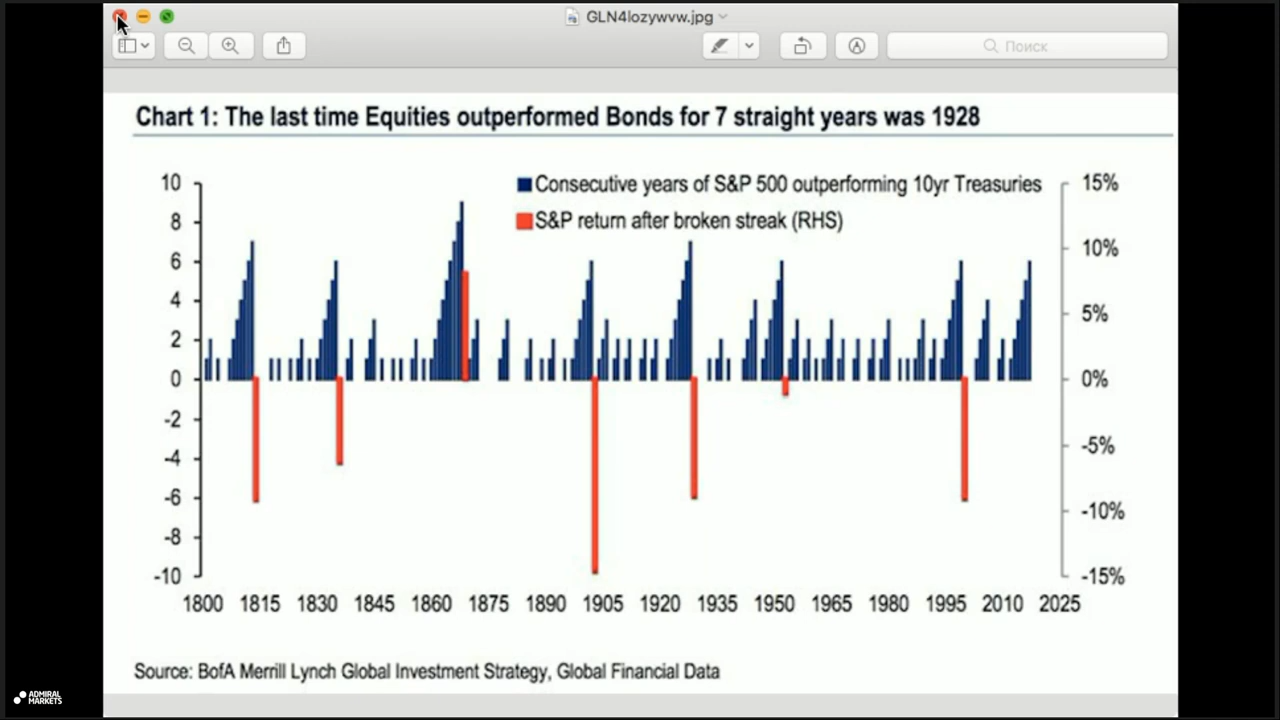 GLN4lozywvw.jpg
Поиск
Chart 1: The last time Equities outperformed Bonds for 7 straight years was 1928
Consecutive years of S&P 500 outperforming 10yr Treasuries
S&P return after broken streak (RHS)
10
8
6
4
2
0
-2
-4
-6
-8
-10
15%
10%
5%
0%
-5%
-10%
-15%
1800 1815 1830 1845 1860 1875 1890 1905 1920 1935 1950 1965 1980 1995 2010 2025
Source: BofA Merrill Lynch Global Investment Strategy, Global Financial Data
ADMIRAL
MARKETS